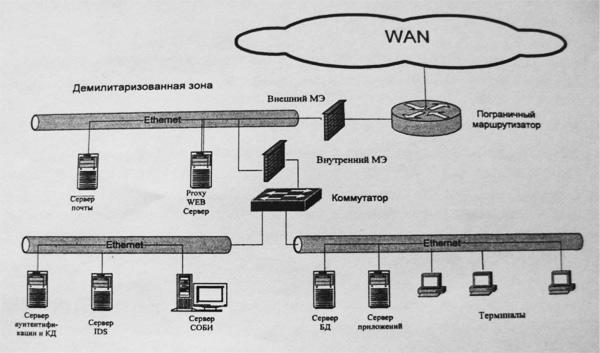 WAN
Демилитаризованная зона
Внешний МЭ
Ethernet
Пограничный
маршрутизатор
Внутренний МЭ
Сервер
почты
Proxy
WEB
Сервер
Коммутатор
Ethernet
Ethernet
Сервер
аунтентифи-
кации и КД
Сервер
IDS
Сервер
СОБИ
Сервер
БД
Сервер
приложений
Терминалы